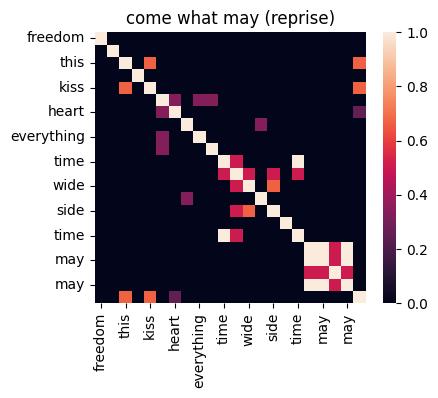 come what may (reprise)
freedom
this
kiss
heart
everything
time
wide
side
time
may
may
1.0
0.8
0.6
0.4
0.2
0.0
freedom
this
kiss
heart
everything
time
wide
side
time
may
may